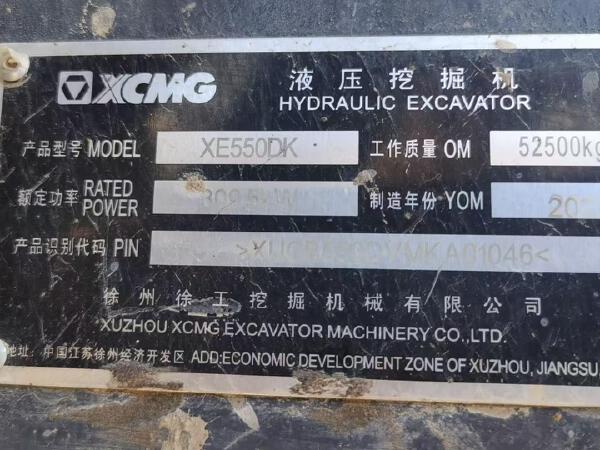 XCMG 液压挖掘机
HYDRAULIC EXCAVATOR
产品型号 MODEL XE550DK 工作质量 OM 52500kg
额定功率 RATED POWER 制造年份 YOM 20
产品识别代码 PIN
徐州徐工挖掘机械有限公司
XUZHOU XCMG EXCAVATOR MACHINERY CO.,LTD.
地址: 中国江苏徐州经济开发区 ADD:ECONOMIC DEVELOPMENT ZONE OF XUZHOU, JIANGSU,